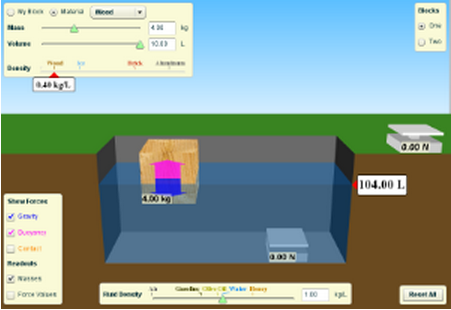 My Block Material Wood
Mass 4.00 kg
Volume 10.00 L
Density Wood Ice Brick Aluminum
0.40 kg/L
Blocks
One
Two
0.00 N
104.00 L
4.00 kg
0.00 N
Show Forces
Gravity
Buoyancy
Contact
Readouts
Masses
Force Values
Fluid Density Air Gasoline Olive Oil Water Honey 1.00 kg/L
Reset All